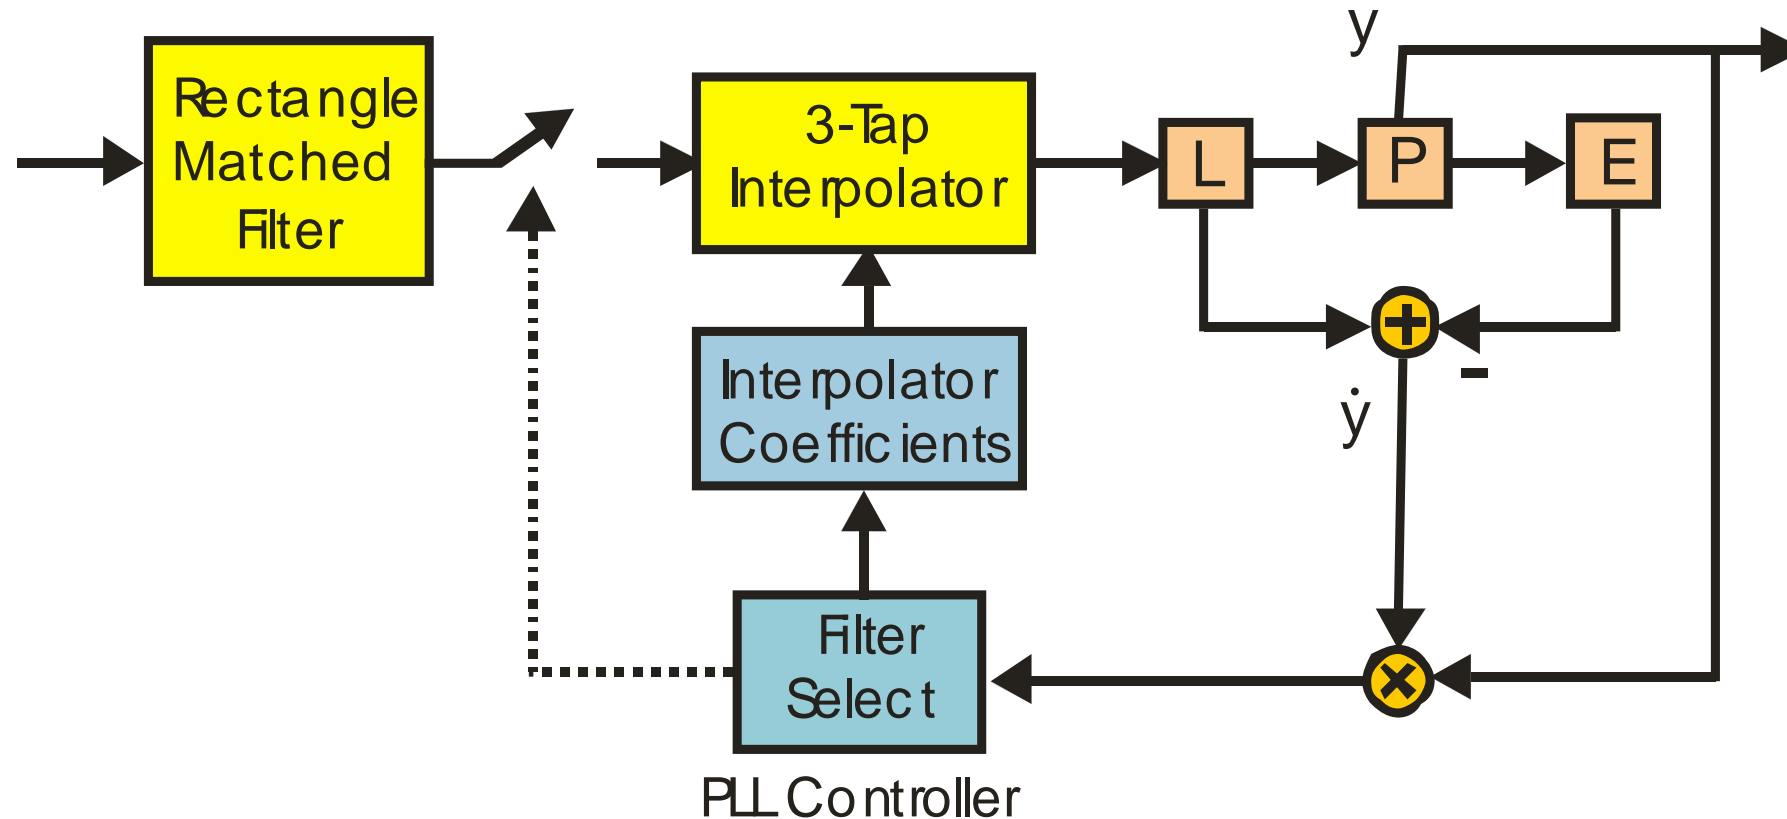 y
Rectangle
Matched
Filter
3-Tap
Interpolator
L
P
E
+
-
Interpolator
Coefficients
ẏ
Filter
Select
×
PLL Controller